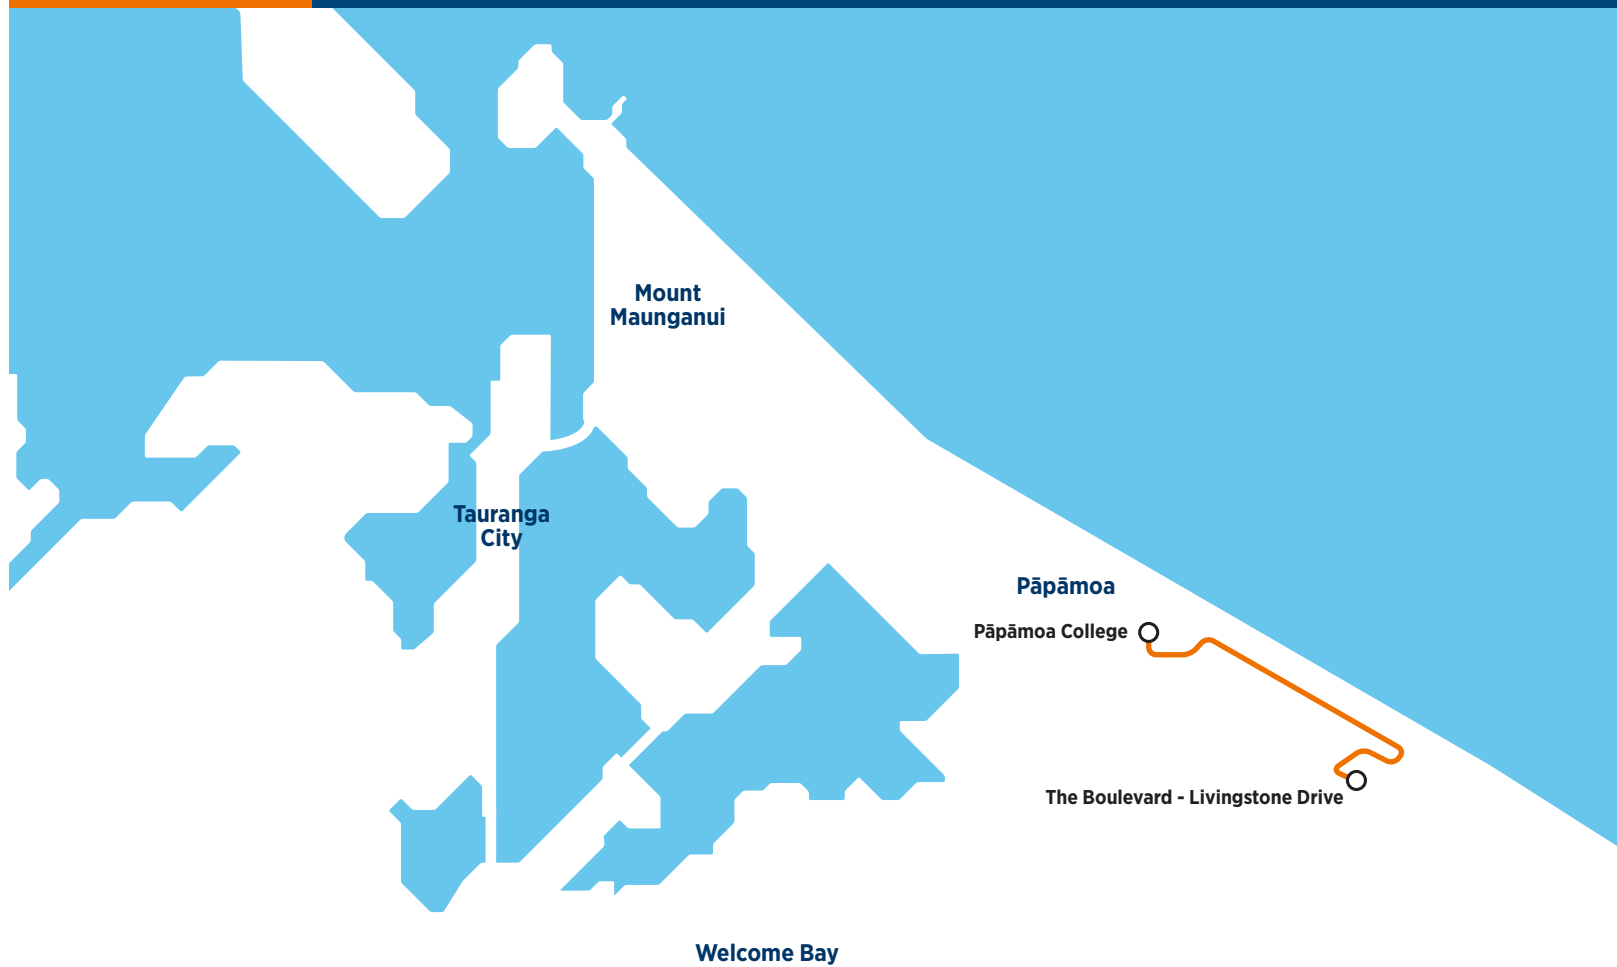 Mount
Maunganui
Tauranga
City
Pāpāmoa
Pāpāmoa College
The Boulevard - Livingstone Drive
Welcome Bay